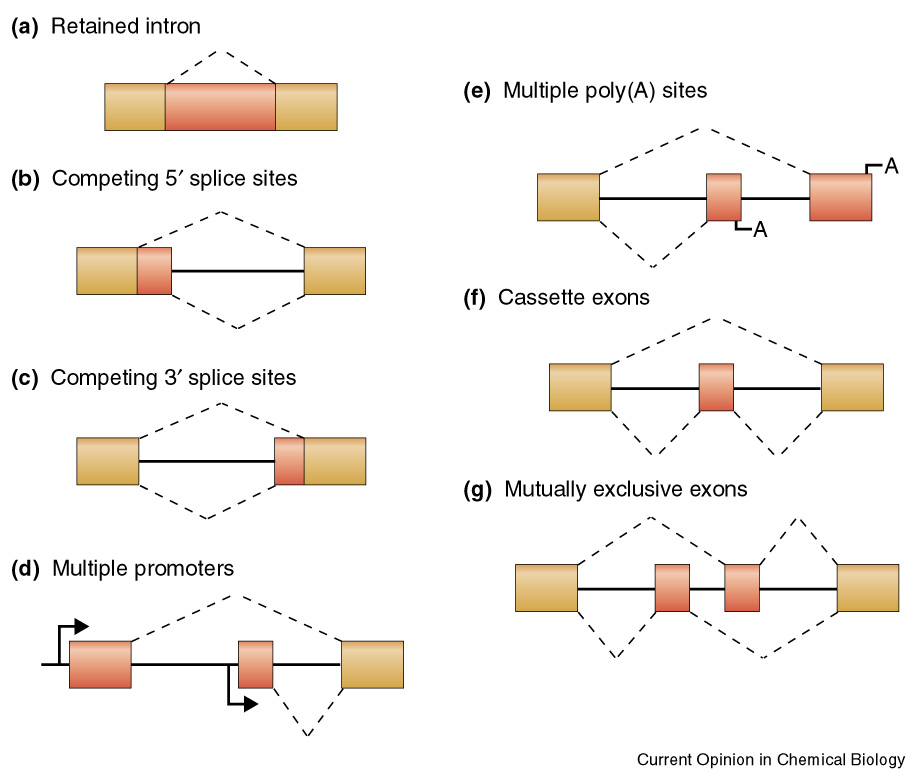 (a) Retained intron
(b) Competing 5′ splice sites
(c) Competing 3′ splice sites
(d) Multiple promoters
(e) Multiple poly(A) sites
A
A
(f) Cassette exons
(g) Mutually exclusive exons
Current Opinion in Chemical Biology